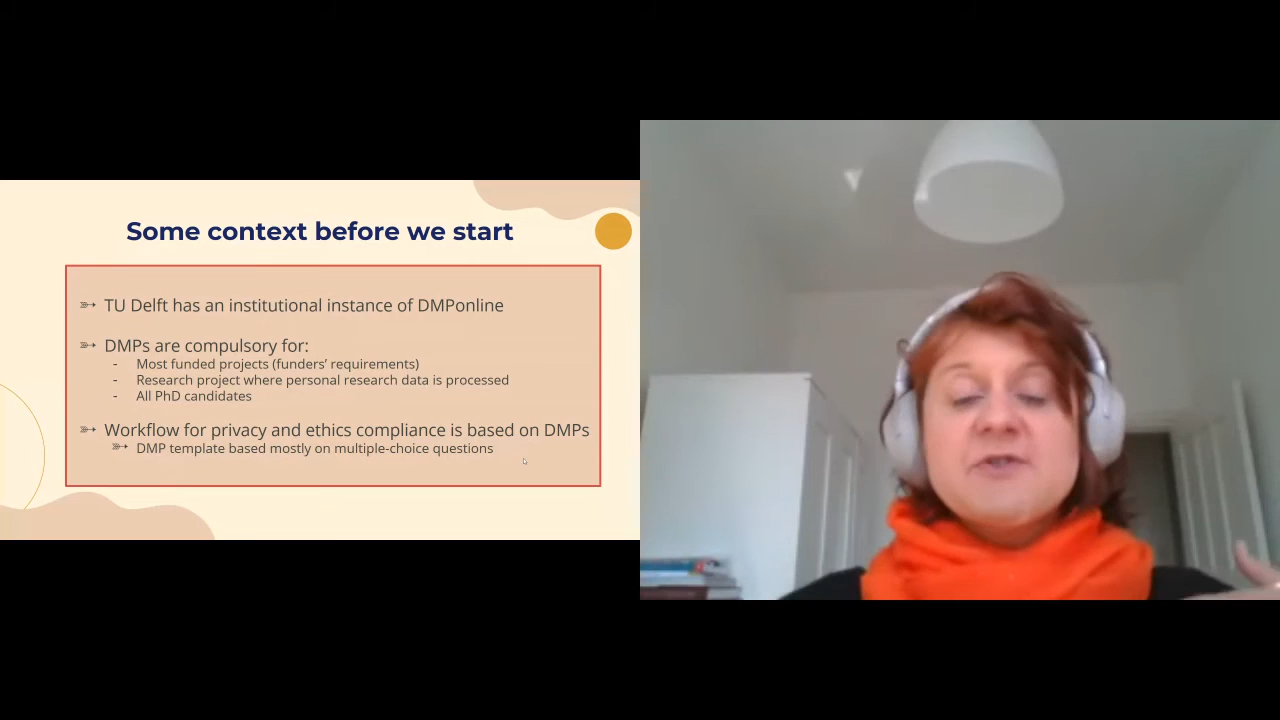 Some context before we start
➳ TU Delft has an institutional instance of DMPonline
➳ DMPs are compulsory for:
- Most funded projects (funders’ requirements)
- Research project where personal research data is processed
- All PhD candidates
➳ Workflow for privacy and ethics compliance is based on DMPs
➳ DMP template based mostly on multiple-choice questions